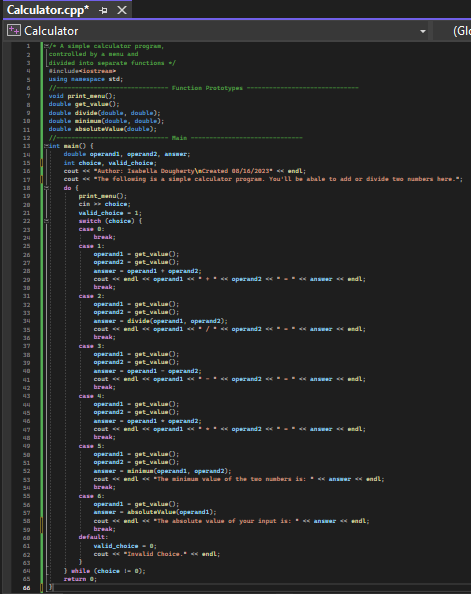 Calculator.cpp*
Calculator (Glo
1 /* A simple calculator program,
2 controlled by a menu and
3 divided into separate functions */
4 #include<iostream>
5 using namespace std;
6 //------------------------------ Function Prototypes ------------------------------
7 void print_menu();
8 double get_value();
9 double divide(double, double);
10 double minimum(double, double);
11 double absoluteValue(double);
12 //------------------------------ Main ------------------------------
13 int main() {
14 double operand1, operand2, answer;
15 int choice, valid_choice;
16 cout << "Author: Isabella Dougherty\nCreated 08/16/2023" << endl;
17 cout << "The following is a simple calculator program. You'll be abale to add or divide two numbers here.";
18 do {
19 print_menu();
20 cin >> choice;
21 valid_choice = 1;
22 switch (choice) {
23 case 0:
24 break;
25 case 1:
26 operand1 = get_value();
27 operand2 = get_value();
28 answer = operand1 + operand2;
29 cout << endl << operand1 << " + " << operand2 << " = " << answer << endl;
30 break;
31 case 2:
32 operand1 = get_value();
33 operand2 = get_value();
34 answer = divide(operand1, operand2);
35 cout << endl << operand1 << " / " << operand2 << " = " << answer << endl;
36 break;
37 case 3:
38 operand1 = get_value();
39 operand2 = get_value();
40 answer = operand1 - operand2;
41 cout << endl << operand1 << " - " << operand2 << " = " << answer << endl;
42 break;
43 case 4:
44 operand1 = get_value();
45 operand2 = get_value();
46 answer = operand1 * operand2;
47 cout << endl << operand1 << " * " << operand2 << " = " << answer << endl;
48 break;
49 case 5:
50 operand1 = get_value();
51 operand2 = get_value();
52 answer = minimum(operand1, operand2);
53 cout << endl << "The minimum value of the two numbers is: " << answer << endl;
54 break;
55 case 6:
56 operand1 = get_value();
57 answer = absoluteValue(operand1);
58 cout << endl << "The absolute value of your input is: " << answer << endl;
59 break;
60 default:
61 valid_choice = 0;
62 cout << "Invalid Choice." << endl;
63 }
64 } while (choice != 0);
65 return 0;
66 }